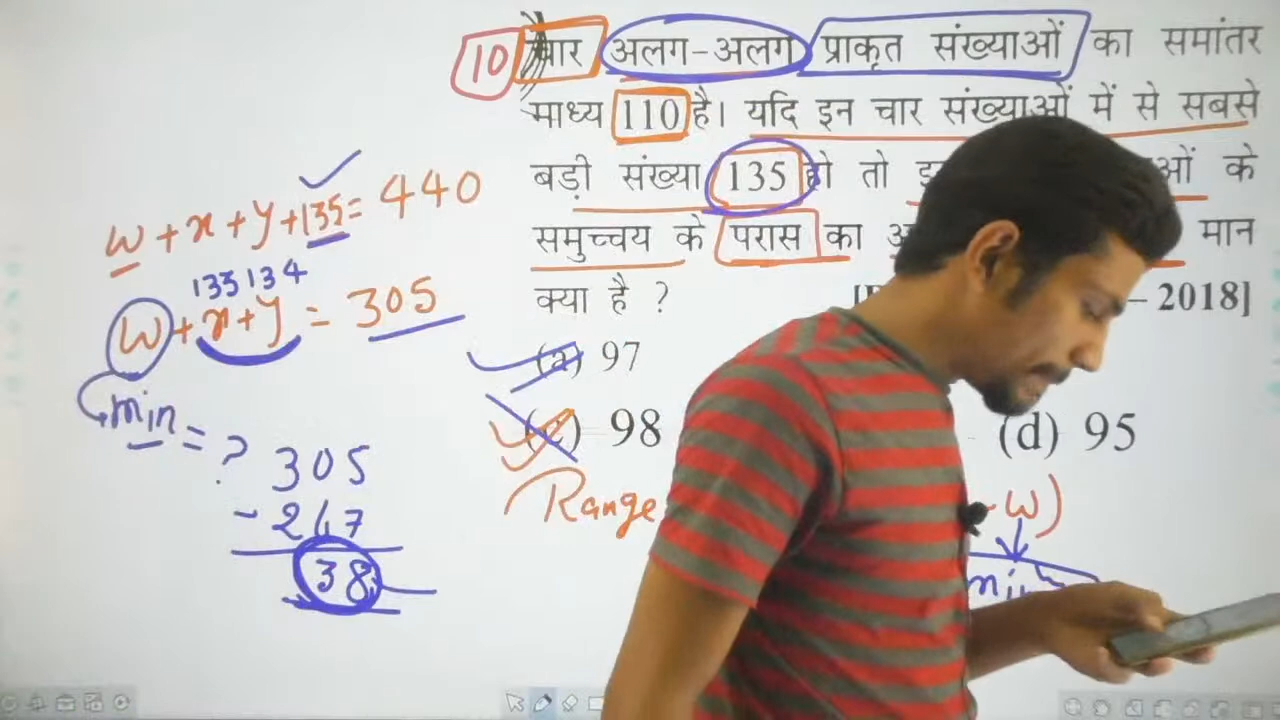 10 चार अलग-अलग प्राकृत संख्याओं का समांतर
माध्य 110 है। यदि इन चार संख्याओं में से सबसे
बड़ी संख्या 135 हो तो के
समुच्चय के परास का मान
क्या है ? – 2018]
(a) 97
(c) 98
(d) 95
Range - w)
min
w + x + y + 135 = 440
133 134
w + x + y = 305
min = ?
305
- 267
38